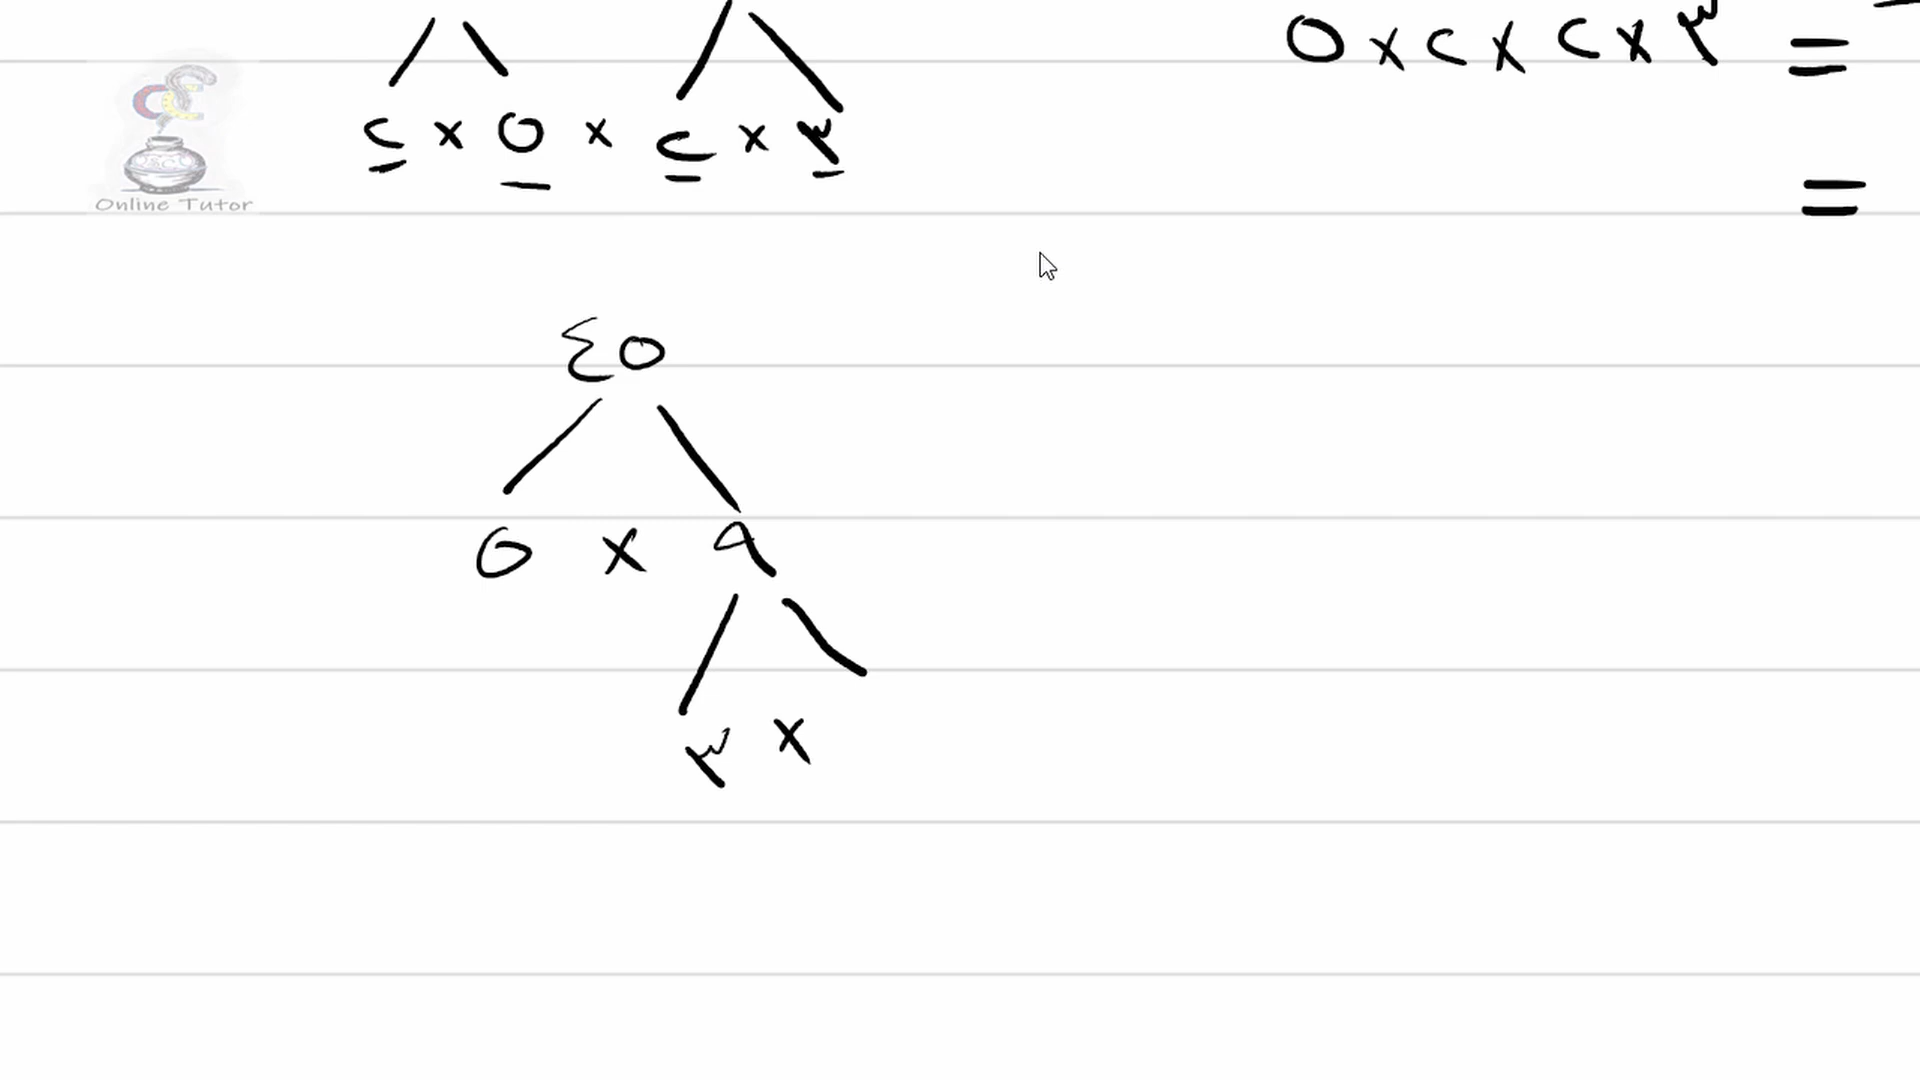 ٥ × ٢ × ٢ × ٣ =
٢ × ٥ × ٢ × ٣
=
Online Tutor
٤٥
٥ × ٩
٣ ×